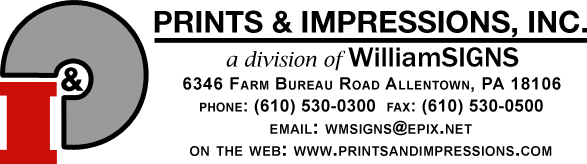 P & I
PRINTS & IMPRESSIONS, INC.
a division of WilliamSIGNS
6346 FARM BUREAU ROAD ALLENTOWN, PA 18106
PHONE: (610) 530-0300 FAX: (610) 530-0500
EMAIL: WMSIGNS@EPIX.NET
ON THE WEB: WWW.PRINTSANDIMPRESSIONS.COM